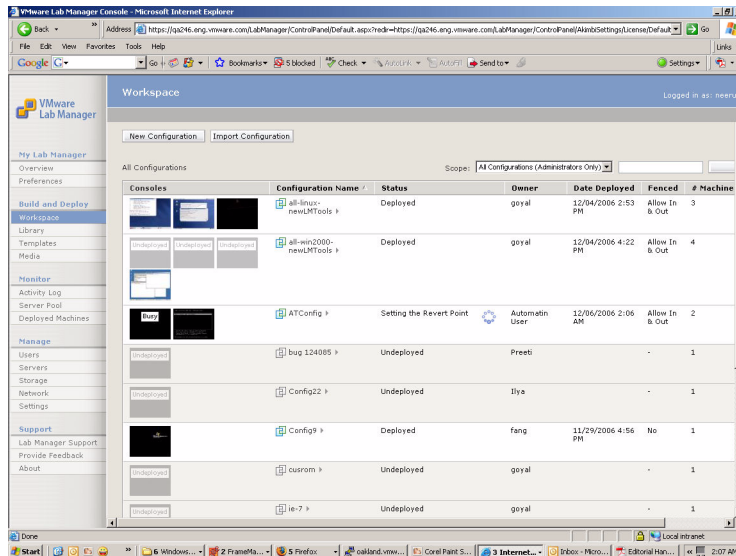 VMware Lab Manager Console - Microsoft Internet Explorer
Back
Address https://qa246.eng.vmware.com/LabManager/ControlPanel/Default.aspx?redir=https://qa246.eng.vmware.com/LabManager/ControlPanel/AkimbiSettings/License/Default Go
File Edit View Favorites Tools Help Links
Google G Go Bookmarks 5 blocked Check AutoLink AutoFill Send to Settings
VMware
Lab Manager
Workspace
Logged in as: neeru
New Configuration Import Configuration
My Lab Manager
Overview
Preferences
Build and Deploy
Workspace
Library
Templates
Media
Monitor
Activity Log
Server Pool
Deployed Machines
Manage
Users
Servers
Storage
Network
Settings
Support
Lab Manager Support
Provide Feedback
About
All Configurations Scope: All Configurations (Administrators Only)
Consoles Configuration Name Status Owner Date Deployed Fenced # Machine
all-linux-newLMTools Deployed goyal 12/04/2006 2:53 PM Allow In & Out 3
Undeployed Undeployed Undeployed all-win2000-newLMTools Deployed goyal 12/04/2006 4:22 PM Allow In & Out 4
Busy ATConfig Setting the Revert Point Automatin User 12/06/2006 2:06 AM Allow In & Out 2
Undeployed bug 124085 Undeployed Preeti - 1
Undeployed Config22 Undeployed Ilya - 1
Config9 Deployed fang 11/29/2006 4:56 PM No 1
Undeployed cusrom Undeployed goyal - 1
Undeployed ie-7 Undeployed goyal - 1
Done Local intranet
Start 6 Windows... 2 FrameMa... 5 Firefox oakland.vmw... Corel Paint S... 3 Internet... Inbox - Micro... Editorial Han... 2:07 AM